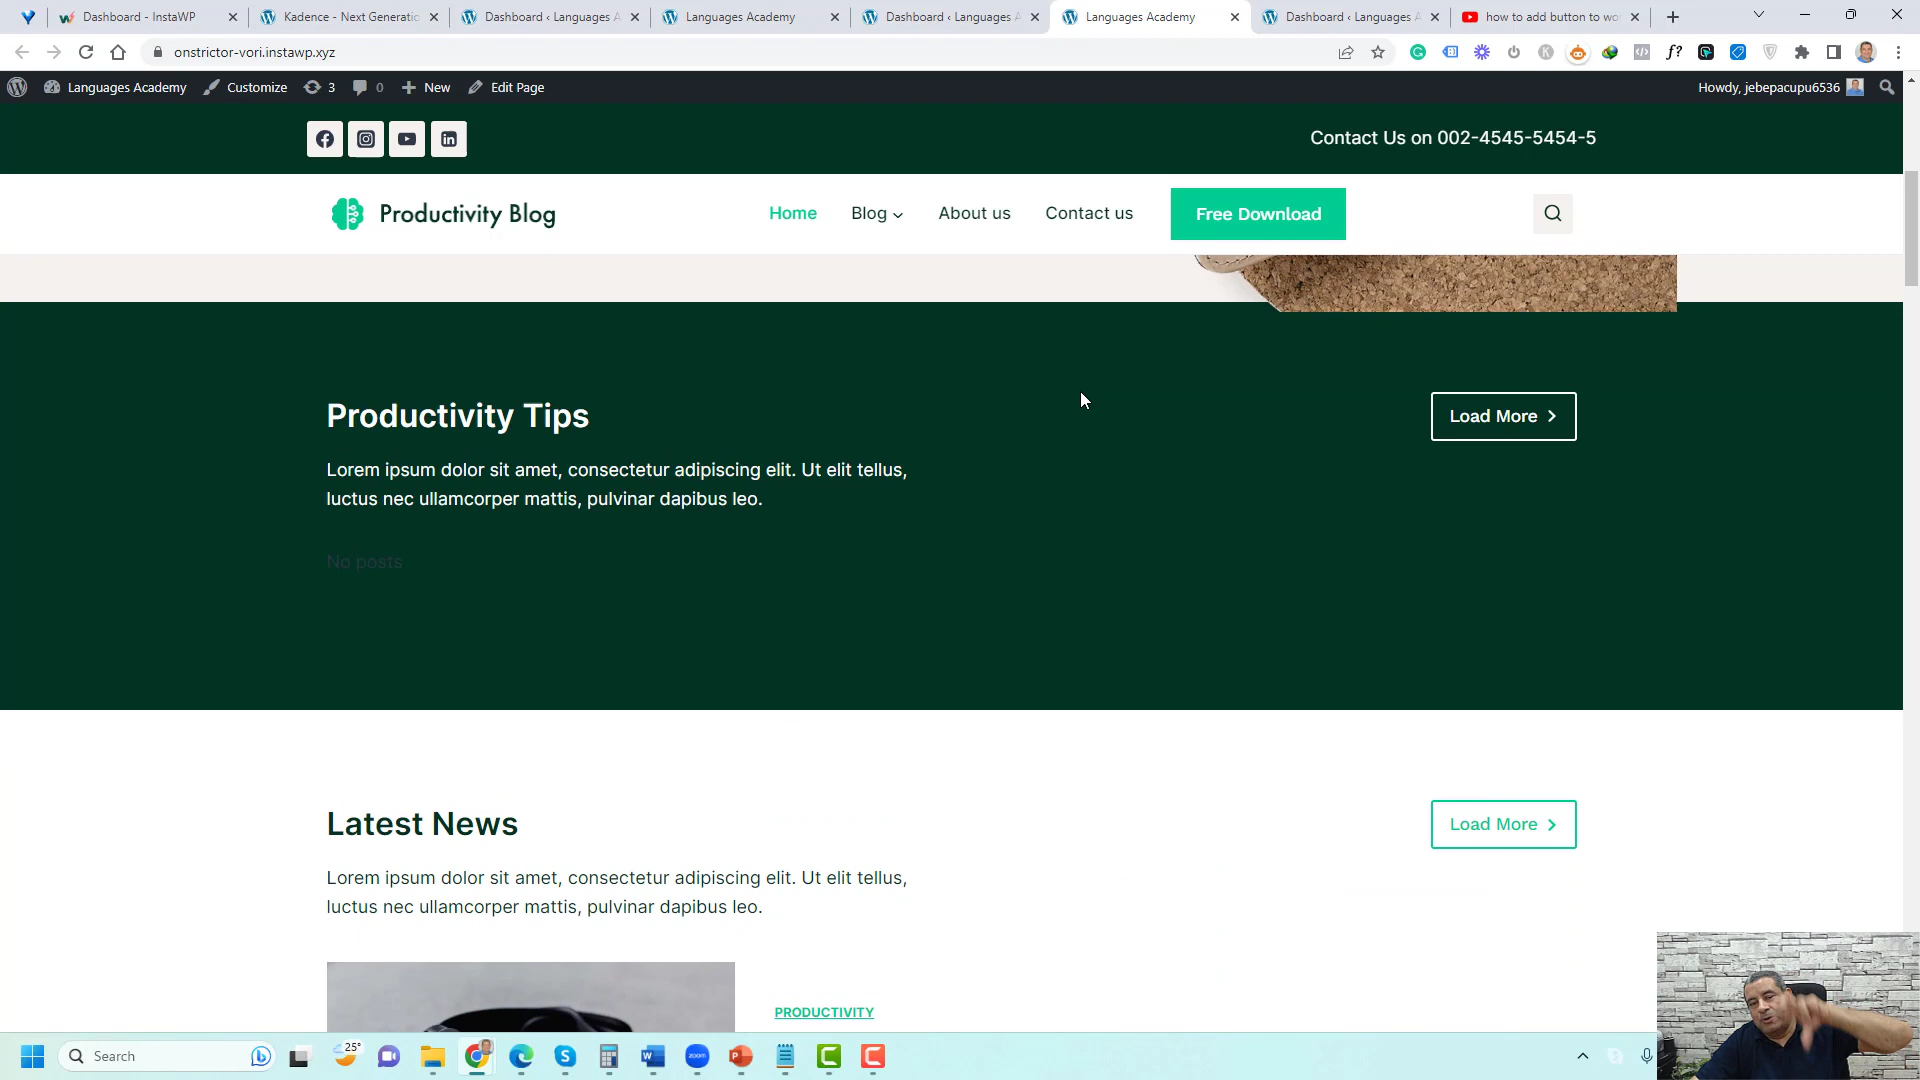 Dashboard - InstaWP
Kadence - Next Generatio
Dashboard ‹ Languages A
Languages Academy
Dashboard ‹ Languages A
Languages Academy
Dashboard ‹ Languages A
how to add button to wo
onstrictor-vori.instawp.xyz
Languages Academy
Customize
3
0
New
Edit Page
Howdy, jebepacupu6536
Contact Us on 002-4545-5454-5
Productivity Blog
Home
Blog
About us
Contact us
Free Download
Productivity Tips
Load More
Lorem ipsum dolor sit amet, consectetur adipiscing elit. Ut elit tellus,
luctus nec ullamcorper mattis, pulvinar dapibus leo.
No posts
Latest News
Load More
Lorem ipsum dolor sit amet, consectetur adipiscing elit. Ut elit tellus,
luctus nec ullamcorper mattis, pulvinar dapibus leo.
PRODUCTIVITY
Search
25°
zoom